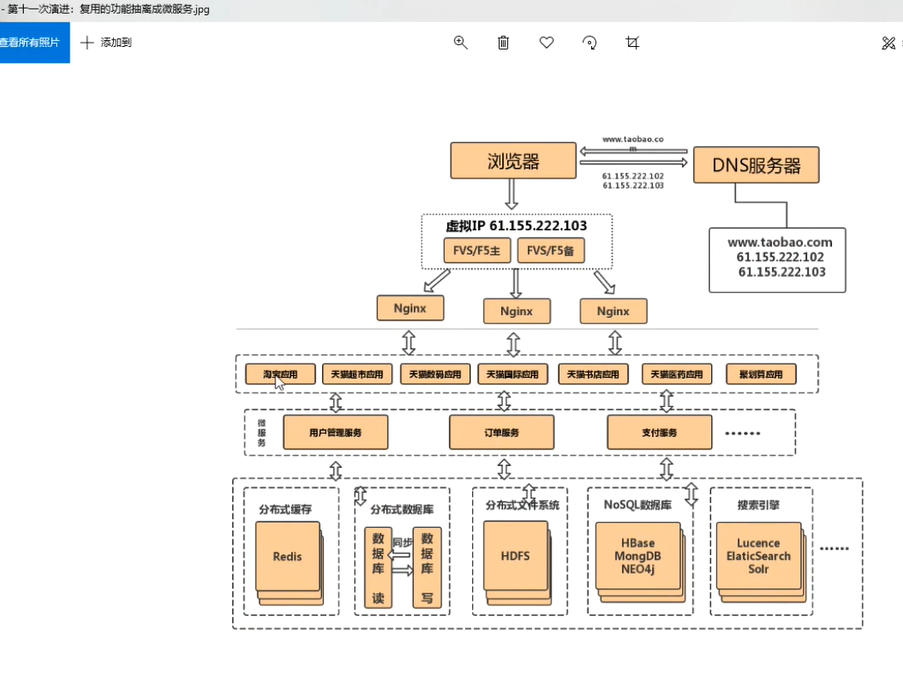 - 第十一次演进：复用的功能抽离成微服务.jpg
查看所有照片
添加到
浏览器
www.taobao.co
m
61.155.222.102
61.155.222.103
DNS服务器
虚拟IP 61.155.222.103
FVS/F5主
FVS/F5备
www.taobao.com
61.155.222.102
61.155.222.103
Nginx
Nginx
Nginx
淘宝应用
天猫超市应用
天猫数码应用
天猫国际应用
天猫书店应用
天猫医药应用
聚划算应用
微服务
用户管理服务
订单服务
支付服务
······
分布式缓存
Redis
分布式数据库
数据库 读
同步
数据库 写
分布式文件系统
HDFS
NoSQL数据库
HBase
MongDB
NEO4j
搜索引擎
Lucence
ElaticSearch
Solr
······